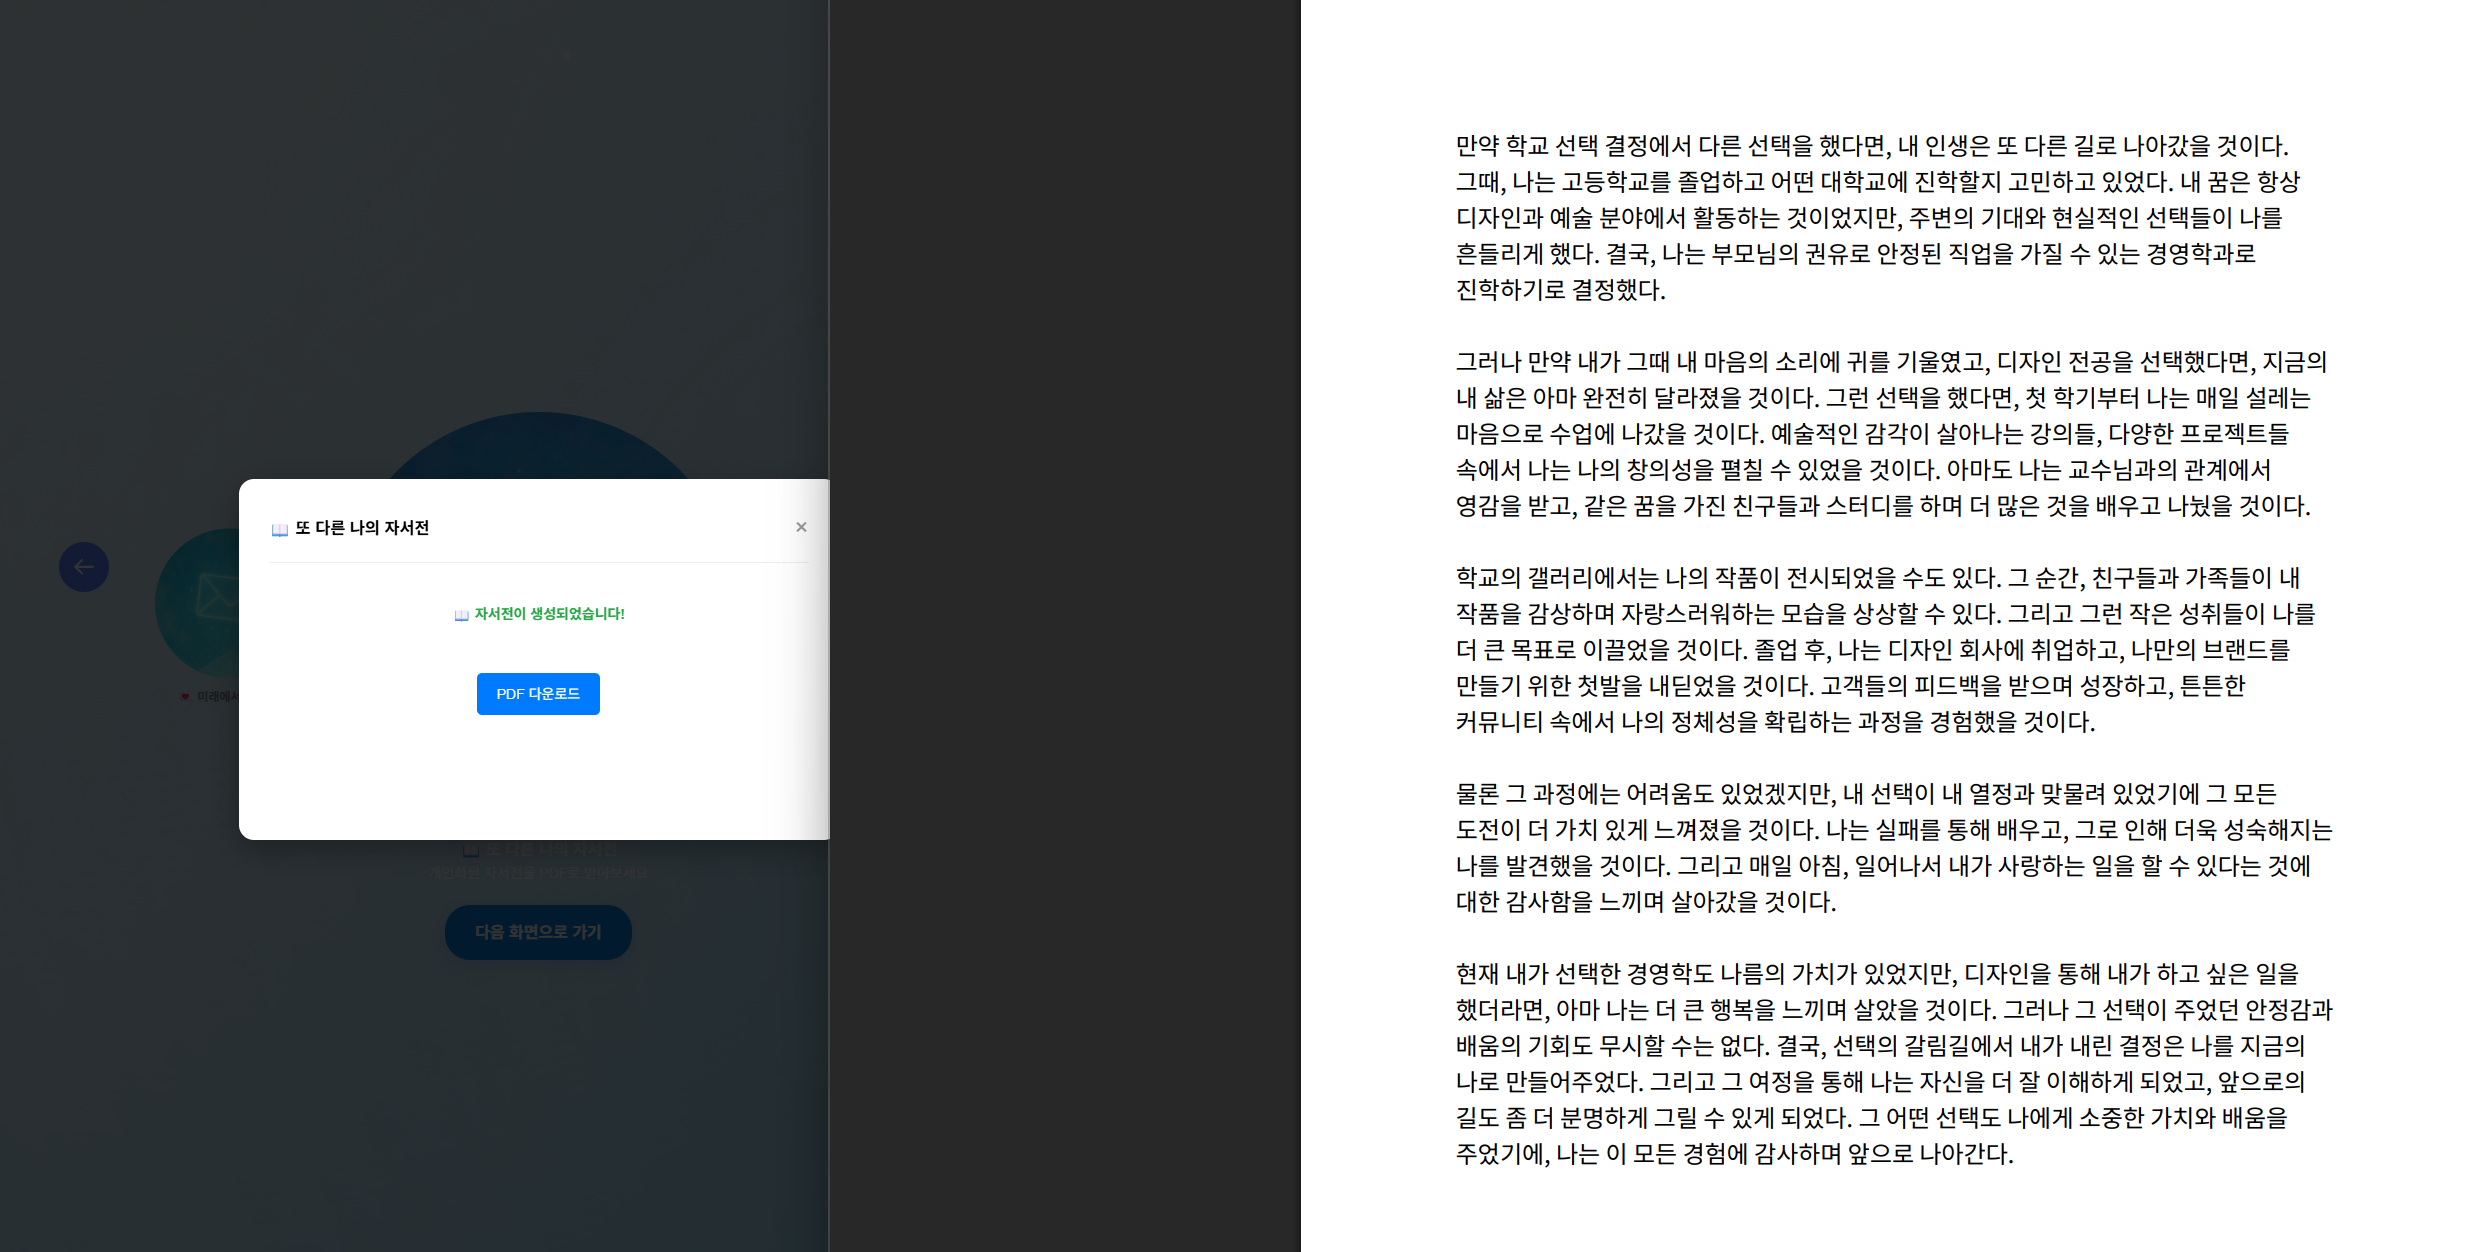 📖 또 다른 나의 자서전
×
📖 자서전이 생성되었습니다!
PDF 다운로드
미래에서
📖 또 다른 나의 자서전
개인화된 자서전을 PDF로 받아보세요
다음 화면으로 가기
만약 학교 선택 결정에서 다른 선택을 했다면, 내 인생은 또 다른 길로 나아갔을 것이다.
그때, 나는 고등학교를 졸업하고 어떤 대학교에 진학할지 고민하고 있었다. 내 꿈은 항상
디자인과 예술 분야에서 활동하는 것이었지만, 주변의 기대와 현실적인 선택들이 나를
흔들리게 했다. 결국, 나는 부모님의 권유로 안정된 직업을 가질 수 있는 경영학과로
진학하기로 결정했다.
그러나 만약 내가 그때 내 마음의 소리에 귀를 기울였고, 디자인 전공을 선택했다면, 지금의
내 삶은 아마 완전히 달라졌을 것이다. 그런 선택을 했다면, 첫 학기부터 나는 매일 설레는
마음으로 수업에 나갔을 것이다. 예술적인 감각이 살아나는 강의들, 다양한 프로젝트들
속에서 나는 나의 창의성을 펼칠 수 있었을 것이다. 아마도 나는 교수님과의 관계에서
영감을 받고, 같은 꿈을 가진 친구들과 스터디를 하며 더 많은 것을 배우고 나눴을 것이다.
학교의 갤러리에서는 나의 작품이 전시되었을 수도 있다. 그 순간, 친구들과 가족들이 내
작품을 감상하며 자랑스러워하는 모습을 상상할 수 있다. 그리고 그런 작은 성취들이 나를
더 큰 목표로 이끌었을 것이다. 졸업 후, 나는 디자인 회사에 취업하고, 나만의 브랜드를
만들기 위한 첫발을 내딛었을 것이다. 고객들의 피드백을 받으며 성장하고, 튼튼한
커뮤니티 속에서 나의 정체성을 확립하는 과정을 경험했을 것이다.
물론 그 과정에는 어려움도 있었겠지만, 내 선택이 내 열정과 맞물려 있었기에 그 모든
도전이 더 가치 있게 느껴졌을 것이다. 나는 실패를 통해 배우고, 그로 인해 더욱 성숙해지는
나를 발견했을 것이다. 그리고 매일 아침, 일어나서 내가 사랑하는 일을 할 수 있다는 것에
대한 감사함을 느끼며 살아갔을 것이다.
현재 내가 선택한 경영학도 나름의 가치가 있었지만, 디자인을 통해 내가 하고 싶은 일을
했더라면, 아마 나는 더 큰 행복을 느끼며 살았을 것이다. 그러나 그 선택이 주었던 안정감과
배움의 기회도 무시할 수는 없다. 결국, 선택의 갈림길에서 내가 내린 결정은 나를 지금의
나로 만들어주었다. 그리고 그 여정을 통해 나는 자신을 더 잘 이해하게 되었고, 앞으로의
길도 좀 더 분명하게 그릴 수 있게 되었다. 그 어떤 선택도 나에게 소중한 가치와 배움을
주었기에, 나는 이 모든 경험에 감사하며 앞으로 나아간다.